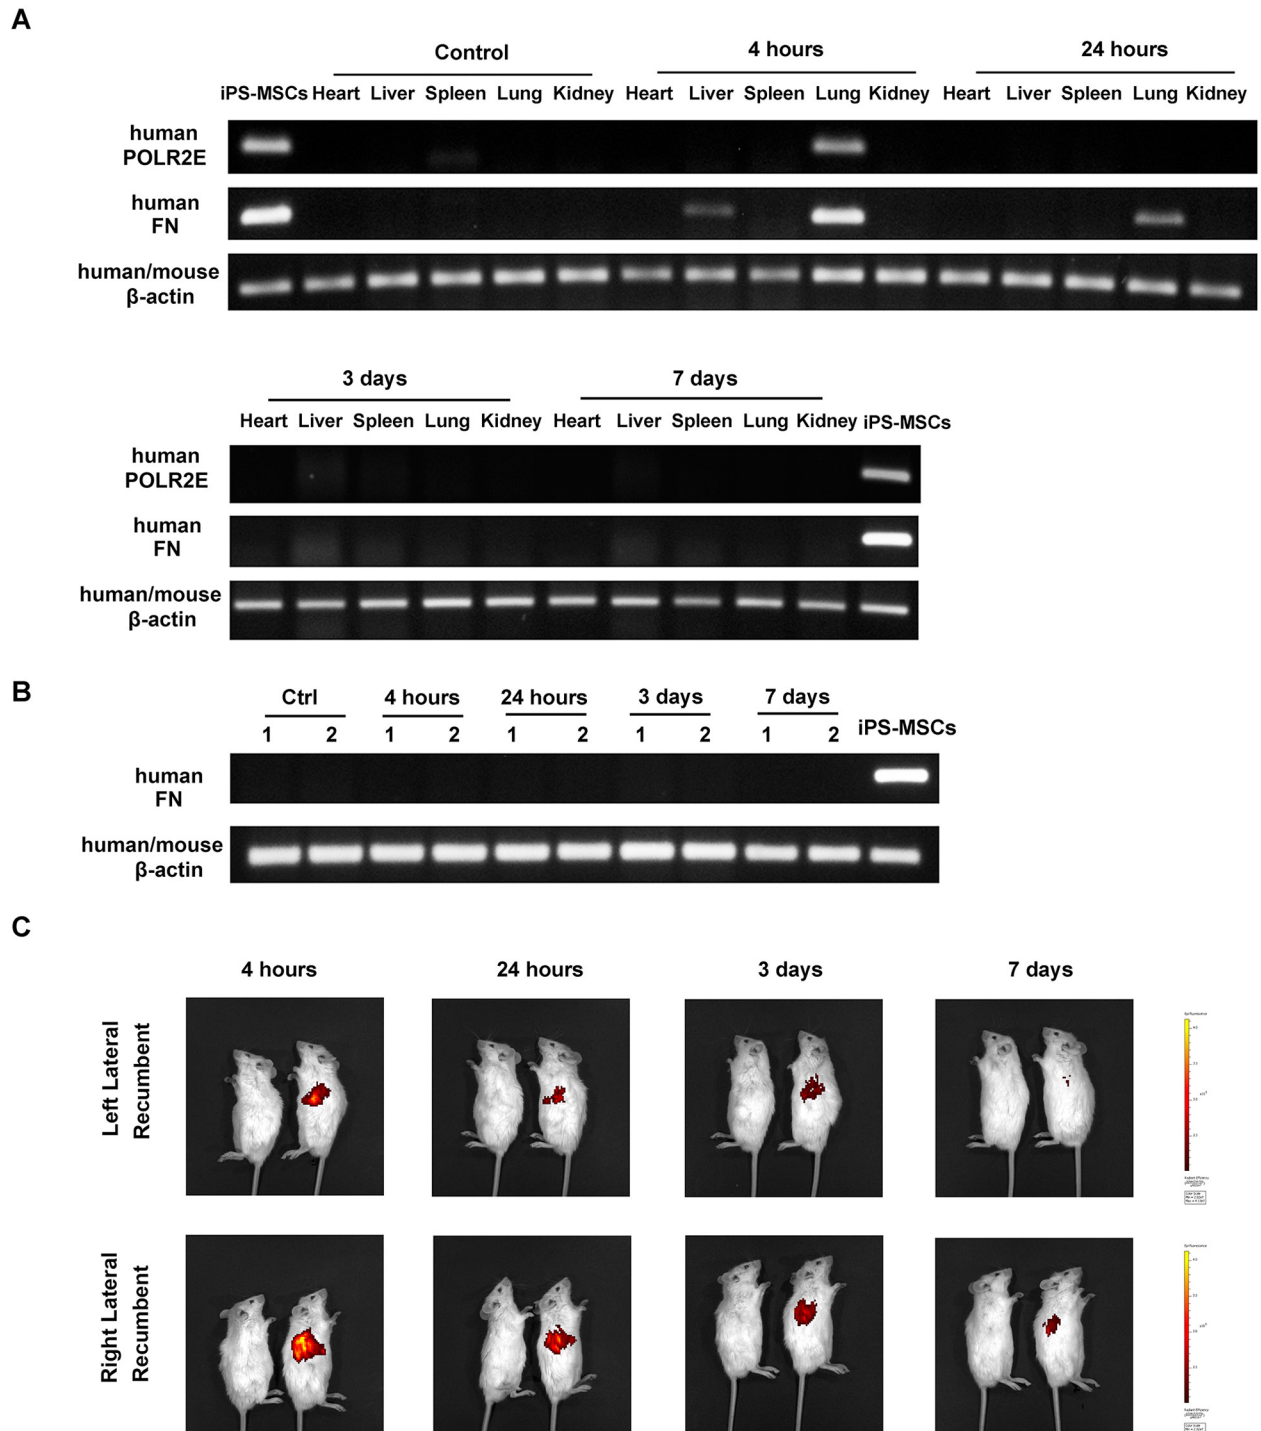 A
Control 4 hours 24 hours
iPS-MSCs Heart Liver Spleen Lung Kidney Heart Liver Spleen Lung Kidney Heart Liver Spleen Lung Kidney
human
POLR2E
human
FN
human/mouse
β-actin
3 days 7 days
Heart Liver Spleen Lung Kidney Heart Liver Spleen Lung Kidney iPS-MSCs
human
POLR2E
human
FN
human/mouse
β-actin
B
Ctrl 4 hours 24 hours 3 days 7 days
1 2 1 2 1 2 1 2 1 2 iPS-MSCs
human
FN
human/mouse
β-actin
C
4 hours 24 hours 3 days 7 days
Left Lateral
Recumbent
Right Lateral
Recumbent